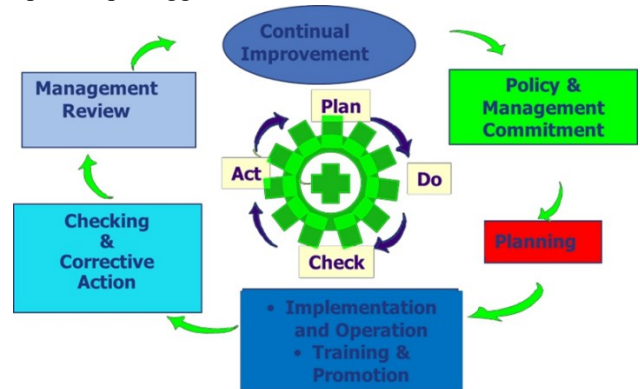 Continual
Improvement
Policy &
Management
Commitment
Planning
• Implementation
and Operation
• Training &
Promotion
Checking
&
Corrective
Action
Management
Review
Plan
Do
Check
Act